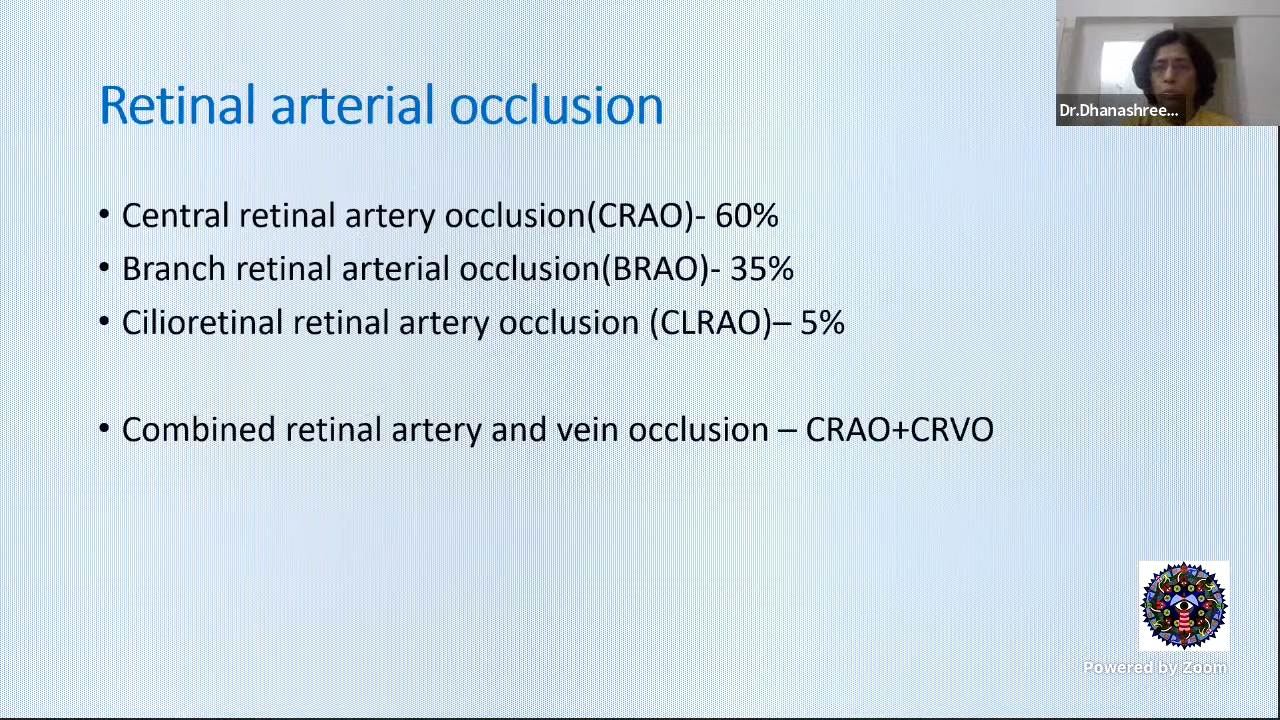 Retinal arterial occlusion
Dr.Dhanashree...
• Central retinal artery occlusion(CRAO)- 60%
• Branch retinal arterial occlusion(BRAO)- 35%
• Cilioretinal retinal artery occlusion (CLRAO)– 5%
• Combined retinal artery and vein occlusion – CRAO+CRVO
Powered by Zoom